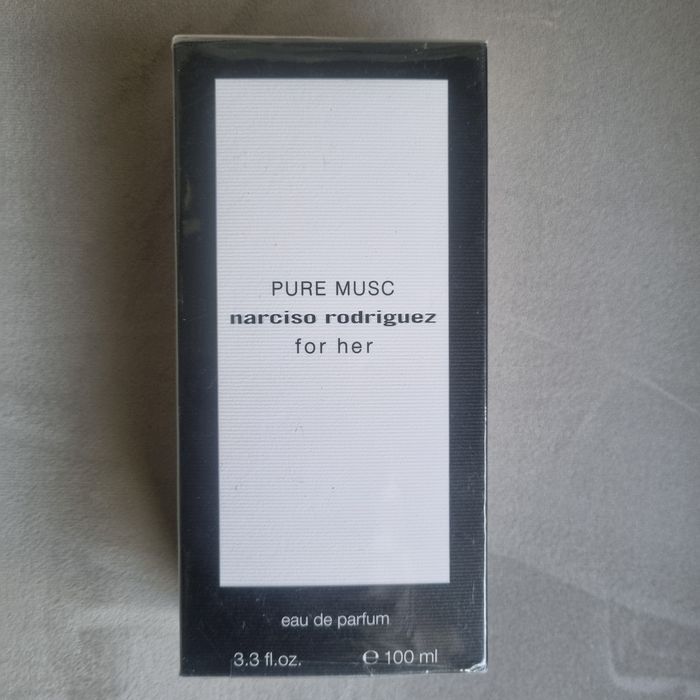 PURE MUSC
narciso rodriguez
for her
eau de parfum
3.3 fl.oz. ℮ 100 ml